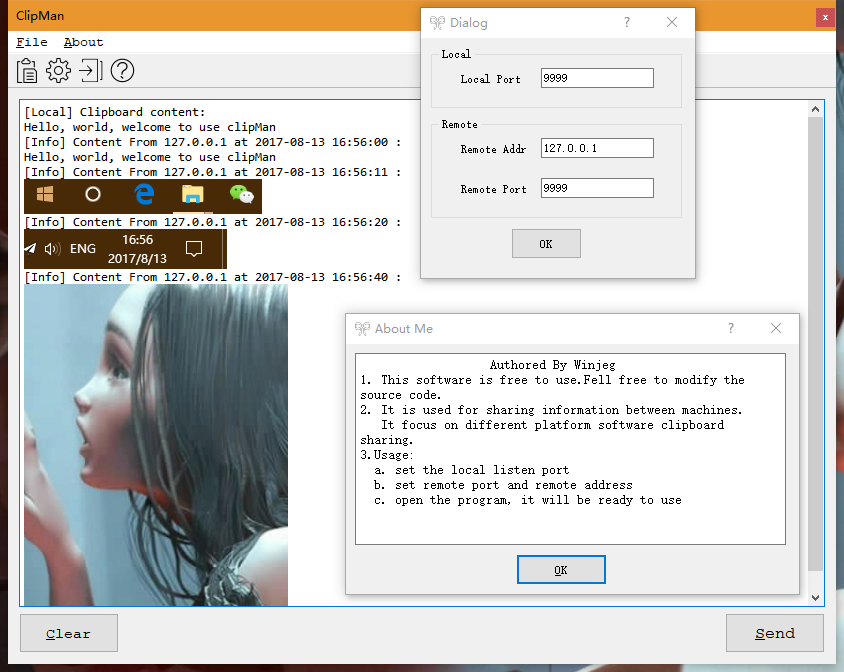 ClipMan
File About
[Local] Clipboard content:
Hello, world, welcome to use clipMan
[Info] Content From 127.0.0.1 at 2017-08-13 16:56:00 :
Hello, world, welcome to use clipMan
[Info] Content From 127.0.0.1 at 2017-08-13 16:56:11 :
[Info] Content From 127.0.0.1 at 2017-08-13 16:56:20 :
ENG
16:56
2017/8/13
[Info] Content From 127.0.0.1 at 2017-08-13 16:56:40 :
Clear
Send
Dialog
Local
Local Port 9999
Remote
Remote Addr 127.0.0.1
Remote Port 9999
OK
About Me
Authored By Winjeg
1. This software is free to use.Fell free to modify the
source code.
2. It is used for sharing information between machines.
It focus on different platform software clipboard
sharing.
3.Usage:
a. set the local listen port
b. set remote port and remote address
c. open the program, it will be ready to use
OK